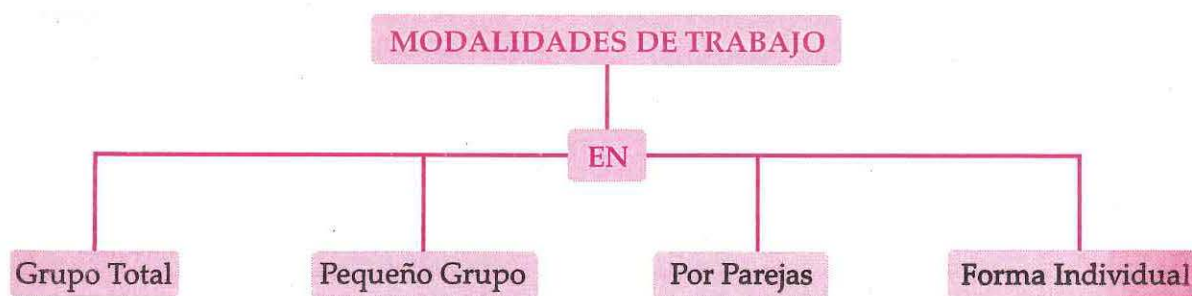 MODALIDADES DE TRABAJO
EN
Grupo Total
Pequeño Grupo
Por Parejas
Forma Individual